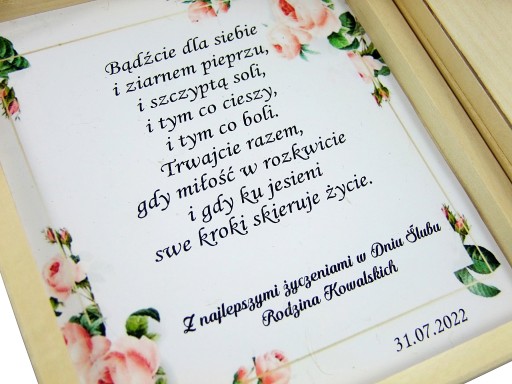 Bądźcie dla siebie
i ziarnem pieprzu,
i szczyptą soli,
i tym co cieszy,
i tym co boli.
Trwajcie razem,
gdy miłość w rozkwicie
i gdy ku jesieni
swe kroki skieruje życie.
Z najlepszymi życzeniami w Dniu Ślubu
Rodzina Kowalskich
31.07.2022